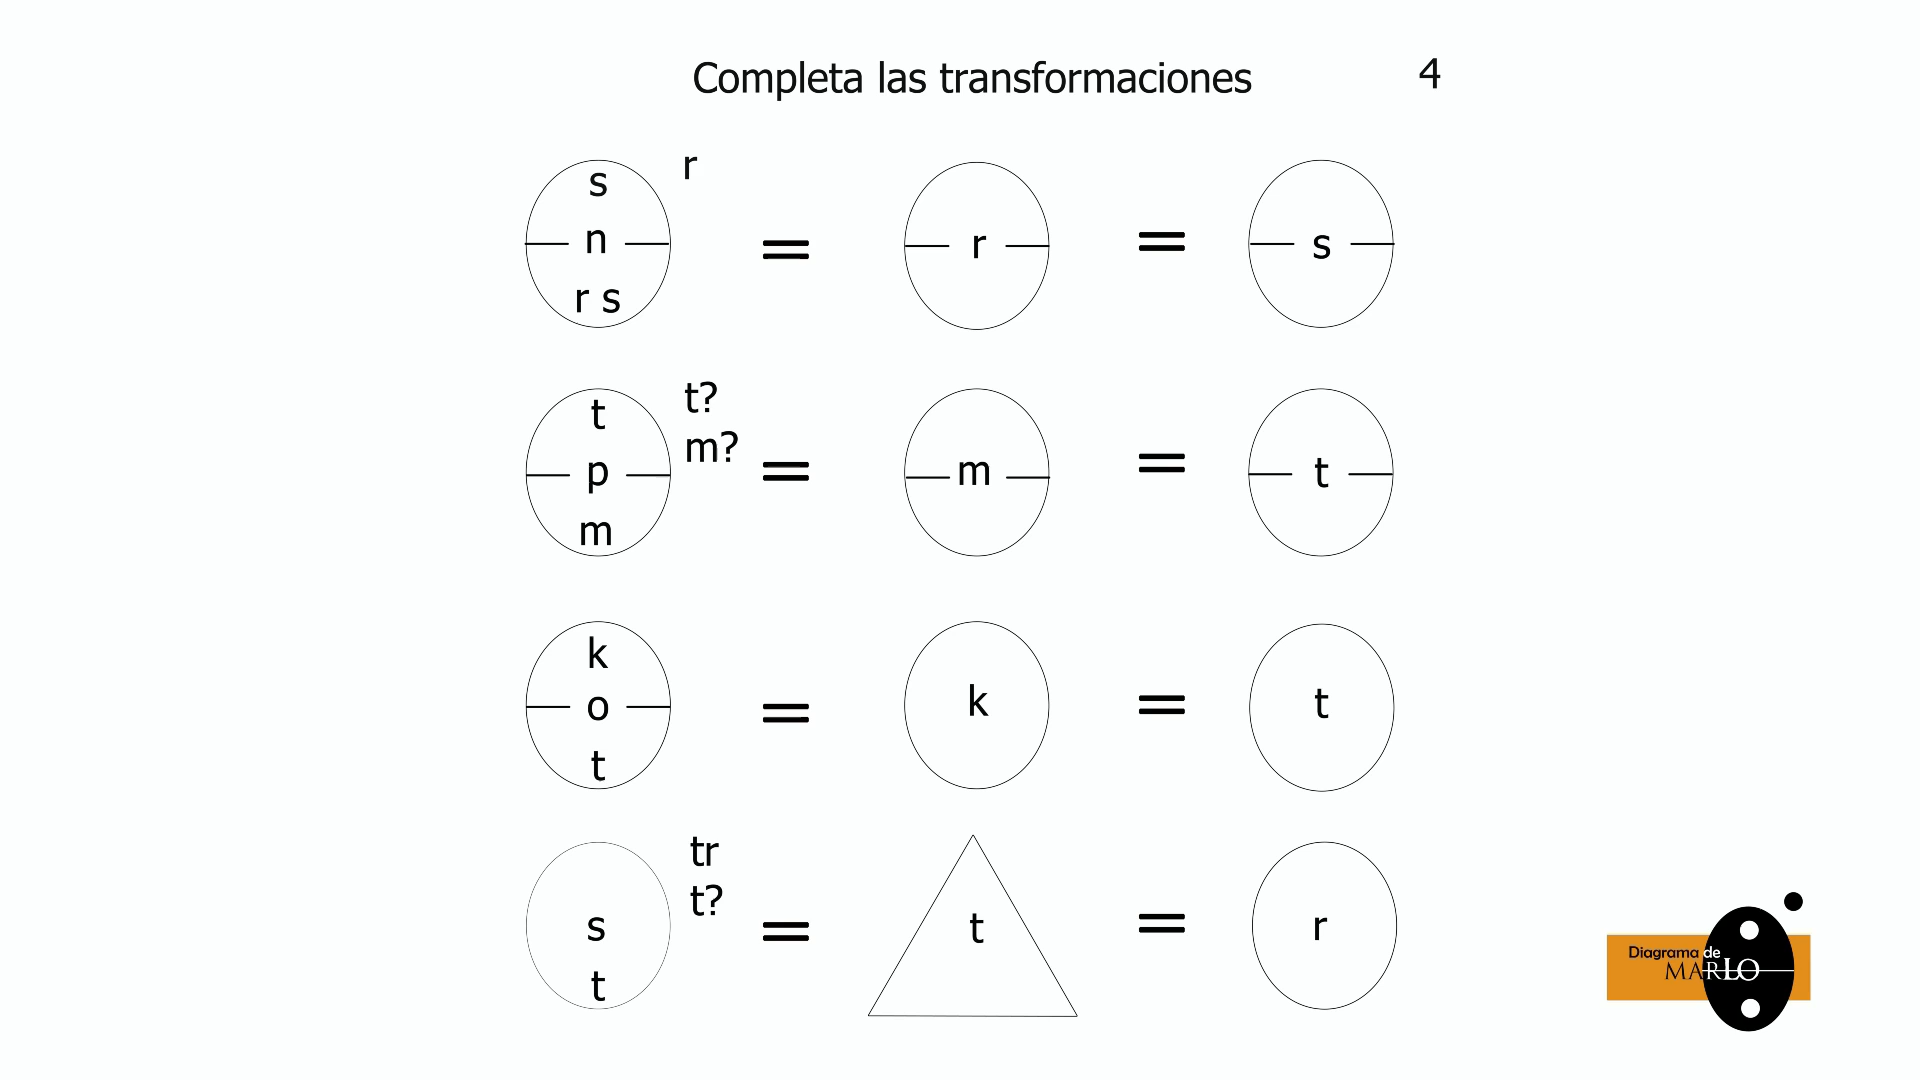 Completa las transformaciones 4
s
r
n
r s
=
r
=
s
t
t?
m?
p
m
=
m
=
t
k
o
t
=
k
=
t
tr
t?
s
t
=
t
=
r
Diagrama de
MARLO